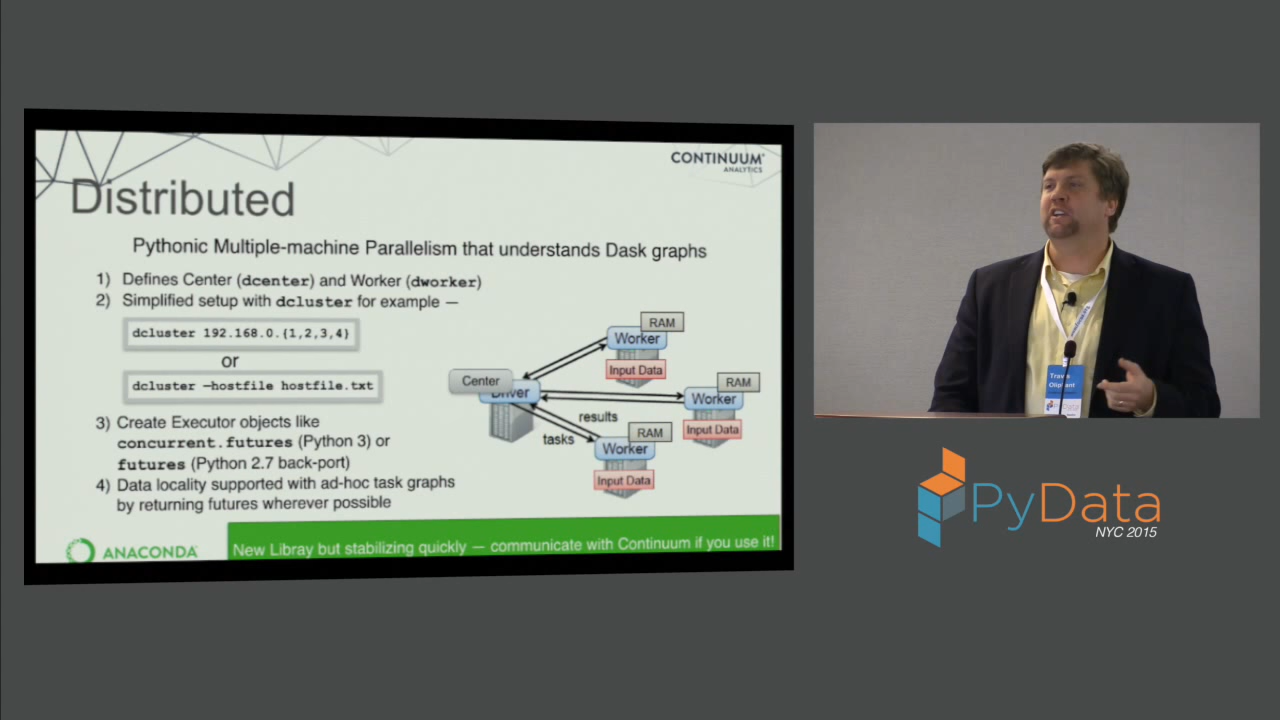 CONTINUUM
ANALYTICS
Distributed
Pythonic Multiple-machine Parallelism that understands Dask graphs
1) Defines Center (dcenter) and Worker (dworker)
2) Simplified setup with dcluster for example —
dcluster 192.168.0.{1,2,3,4}
or
dcluster —hostfile hostfile.txt
3) Create Executor objects like
concurrent.futures (Python 3) or
futures (Python 2.7 back-port)
4) Data locality supported with ad-hoc task graphs
by returning futures wherever possible
RAM
Worker
Input Data
Center
Driver
RAM
Worker
Input Data
results
tasks
RAM
Worker
Input Data
ANACONDA
New Libray but stabilizing quickly — communicate with Continuum if you use it!
Travis
Oliphant
PyData
PyData
NYC 2015